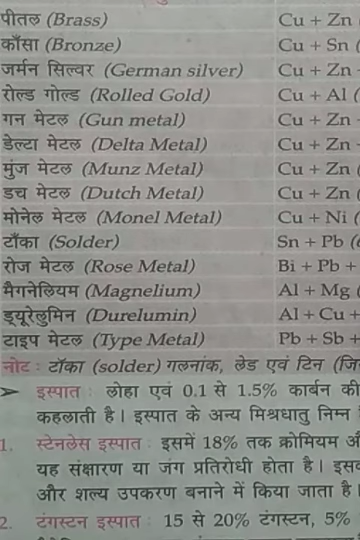 पीतल (Brass) Cu + Zn
काँसा (Bronze) Cu + Sn (
जर्मन सिल्वर (German silver) Cu + Zn
रोल्ड गोल्ड (Rolled Gold) Cu + Al (
गन मेटल (Gun metal) Cu + Zn
डेल्टा मेटल (Delta Metal) Cu + Zn
मुंज मेटल (Munz Metal) Cu + Zn (
डच मेटल (Dutch Metal) Cu + Zn (
मोनेल मेटल (Monel Metal) Cu + Ni (
टाँका (Solder) Sn + Pb (
रोज मेटल (Rose Metal) Bi + Pb +
मैगनेलियम (Magnelium) Al + Mg (
ड्यूरेलुमिन (Durelumin) Al + Cu +
टाइप मेटल (Type Metal) Pb + Sb +
नोट : टॉका (solder) गलनांक, लेड एवं टिन (जि
➤ इस्पात : लोहा एवं 0.1 से 1.5% कार्बन की
कहलाती है। इस्पात के अन्य मिश्रधातु निम्न
1. स्टेनलेस इस्पात : इसमें 18% तक क्रोमियम औ
यह संक्षारण या जंग प्रतिरोधी होता है। इसव
और शल्य उपकरण बनाने में किया जाता है।
2. टंगस्टन इस्पात : 15 से 20% टंगस्टन, 5%